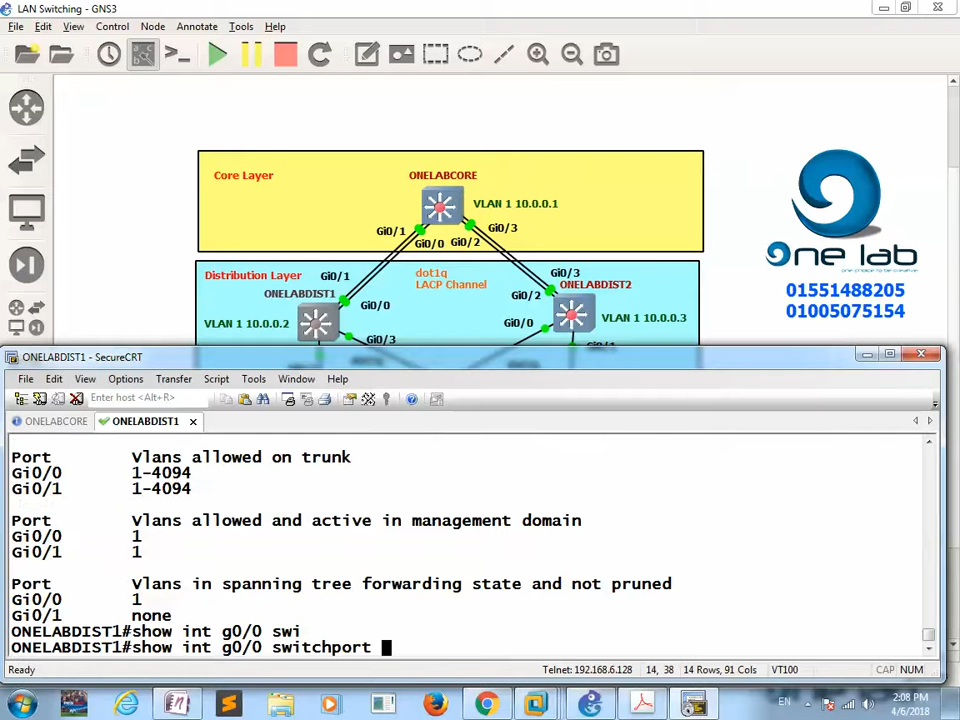 LAN Switching - GNS3
File Edit View Control Node Annotate Tools Help
Core Layer
ONELABCORE
VLAN 1 10.0.0.1
Gi0/1
Gi0/0 Gi0/2
Gi0/3
Distribution Layer
Gi0/1
dot1q
LACP Channel
Gi0/3
ONELABDIST1
ONELABDIST2
Gi0/0
Gi0/2
VLAN 1 10.0.0.2
Gi0/0
VLAN 1 10.0.0.3
Gi0/3
one lab
one choice to be creative
01551488205
01005075154
ONELABDIST1 - SecureCRT
File Edit View Options Transfer Script Tools Window Help
Enter host <Alt+R>
ONELABCORE ONELABDIST1
Port Vlans allowed on trunk
Gi0/0 1-4094
Gi0/1 1-4094
Port Vlans allowed and active in management domain
Gi0/0 1
Gi0/1 1
Port Vlans in spanning tree forwarding state and not pruned
Gi0/0 1
Gi0/1 none
ONELABDIST1#show int g0/0 swi
ONELABDIST1#show int g0/0 switchport
Ready Telnet: 192.168.6.128 14, 38 14 Rows, 91 Cols VT100 CAP NUM
EN 2:08 PM
4/6/2018